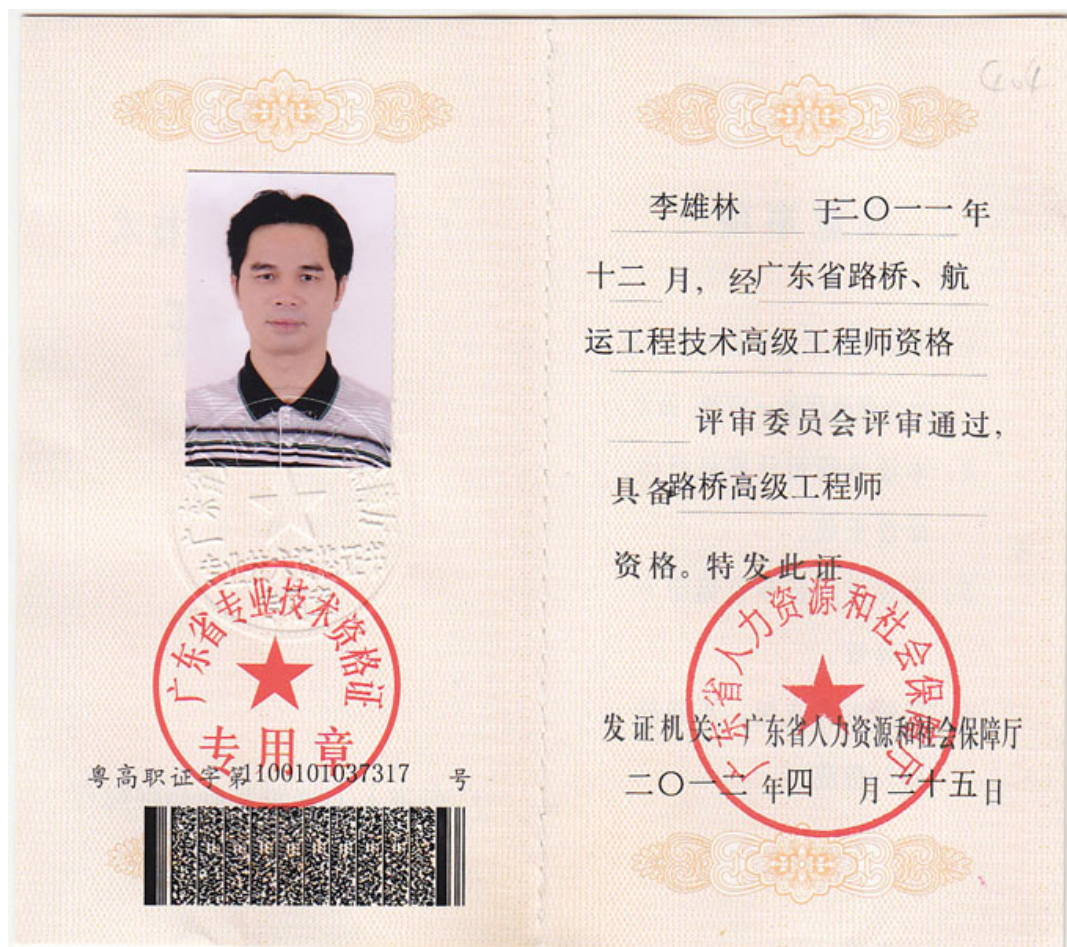 广东省专业技术资格证
专用章
粤高职证字第1100101037317 号
李雄林 于二〇一一年
十二月，经广东省路桥、航
运工程技术高级工程师资格
评审委员会评审通过，
具备路桥高级工程师
资格。特发此证
广东省人力资源和社会保障厅
发证机关：广东省人力资源和社会保障厅
二〇一二年四月二十五日